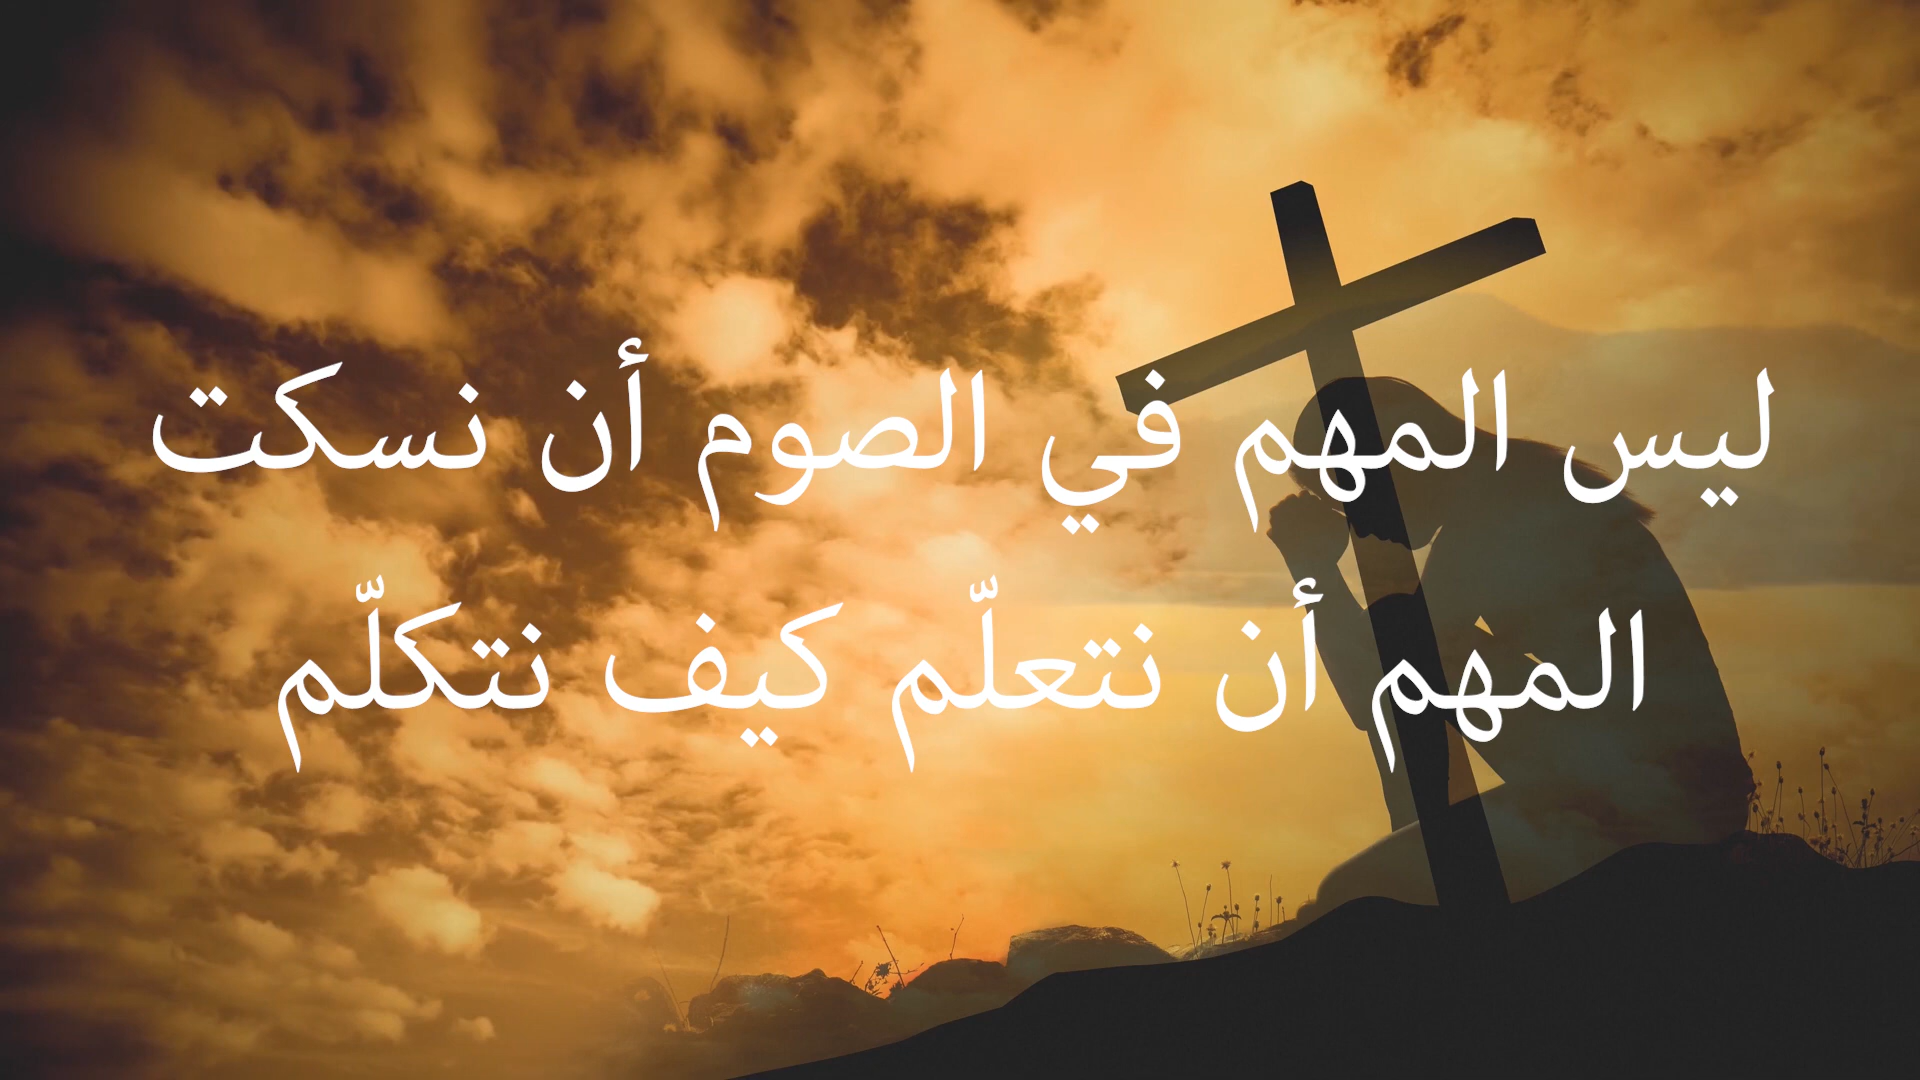 ليس المهم في الصوم أن نسكت
المهم أن نتعلّم كيف نتكلّم